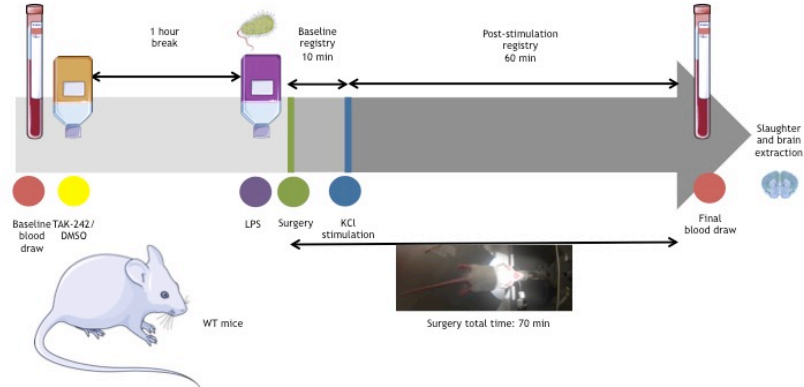 1 hour
break
Baseline
registry
10 min
Post-stimulation
registry
60 min
Slaughter
and brain
extraction
Baseline
blood
draw
TAK-242/
DMSO
LPS
Surgery
KCl
stimulation
Final
blood draw
WT mice
Surgery total time: 70 min